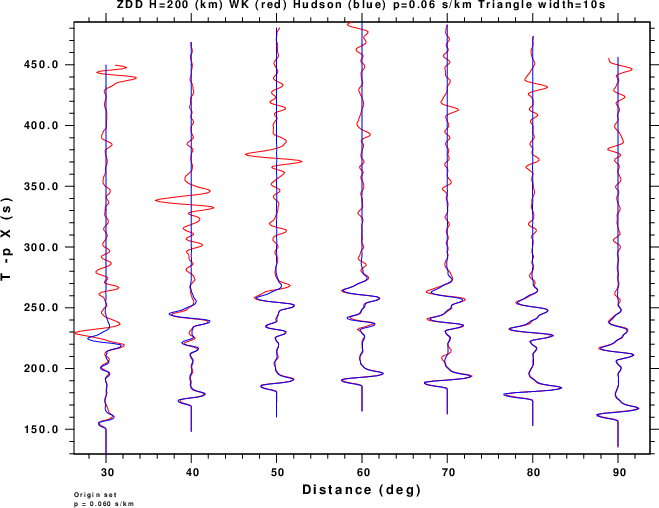 ZDD H=200 (km) WK (red) Hudson (blue) p=0.06 s/km Triangle width=10s
450.0
400.0
350.0
300.0
250.0
200.0
150.0
T -p X (s)
30 40 50 60 70 80 90
Distance (deg)
Origin set
p = 0.060 s/km